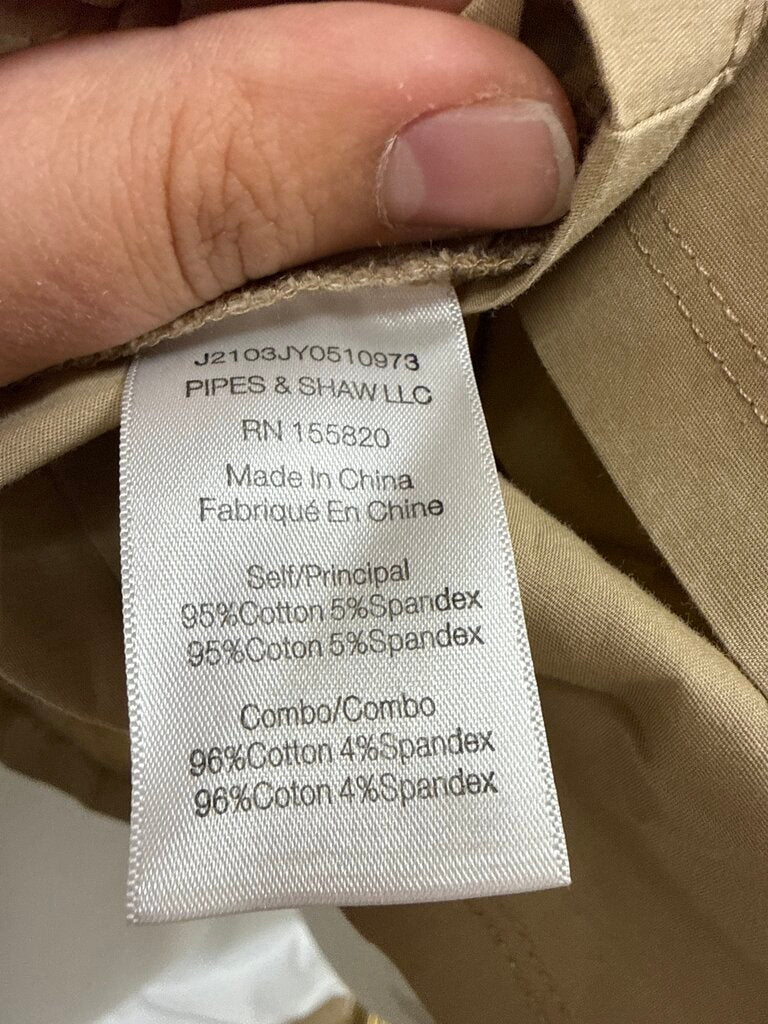 J2103JY0510973
PIPES & SHAW LLC
RN 155820
Made In China
Fabriqué En Chine
Self/Principal
95%Cotton 5%Spandex
95%Coton 5%Spandex
Combo/Combo
96%Cotton 4%Spandex
96%Coton 4%Spandex